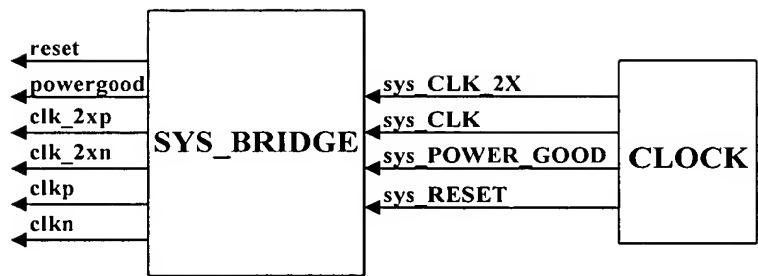 reset
powergood
clk_2xp
clk_2xn
clkp
clkn
SYS_BRIDGE
sys_CLK_2X
sys_CLK
sys_POWER_GOOD
sys_RESET
CLOCK